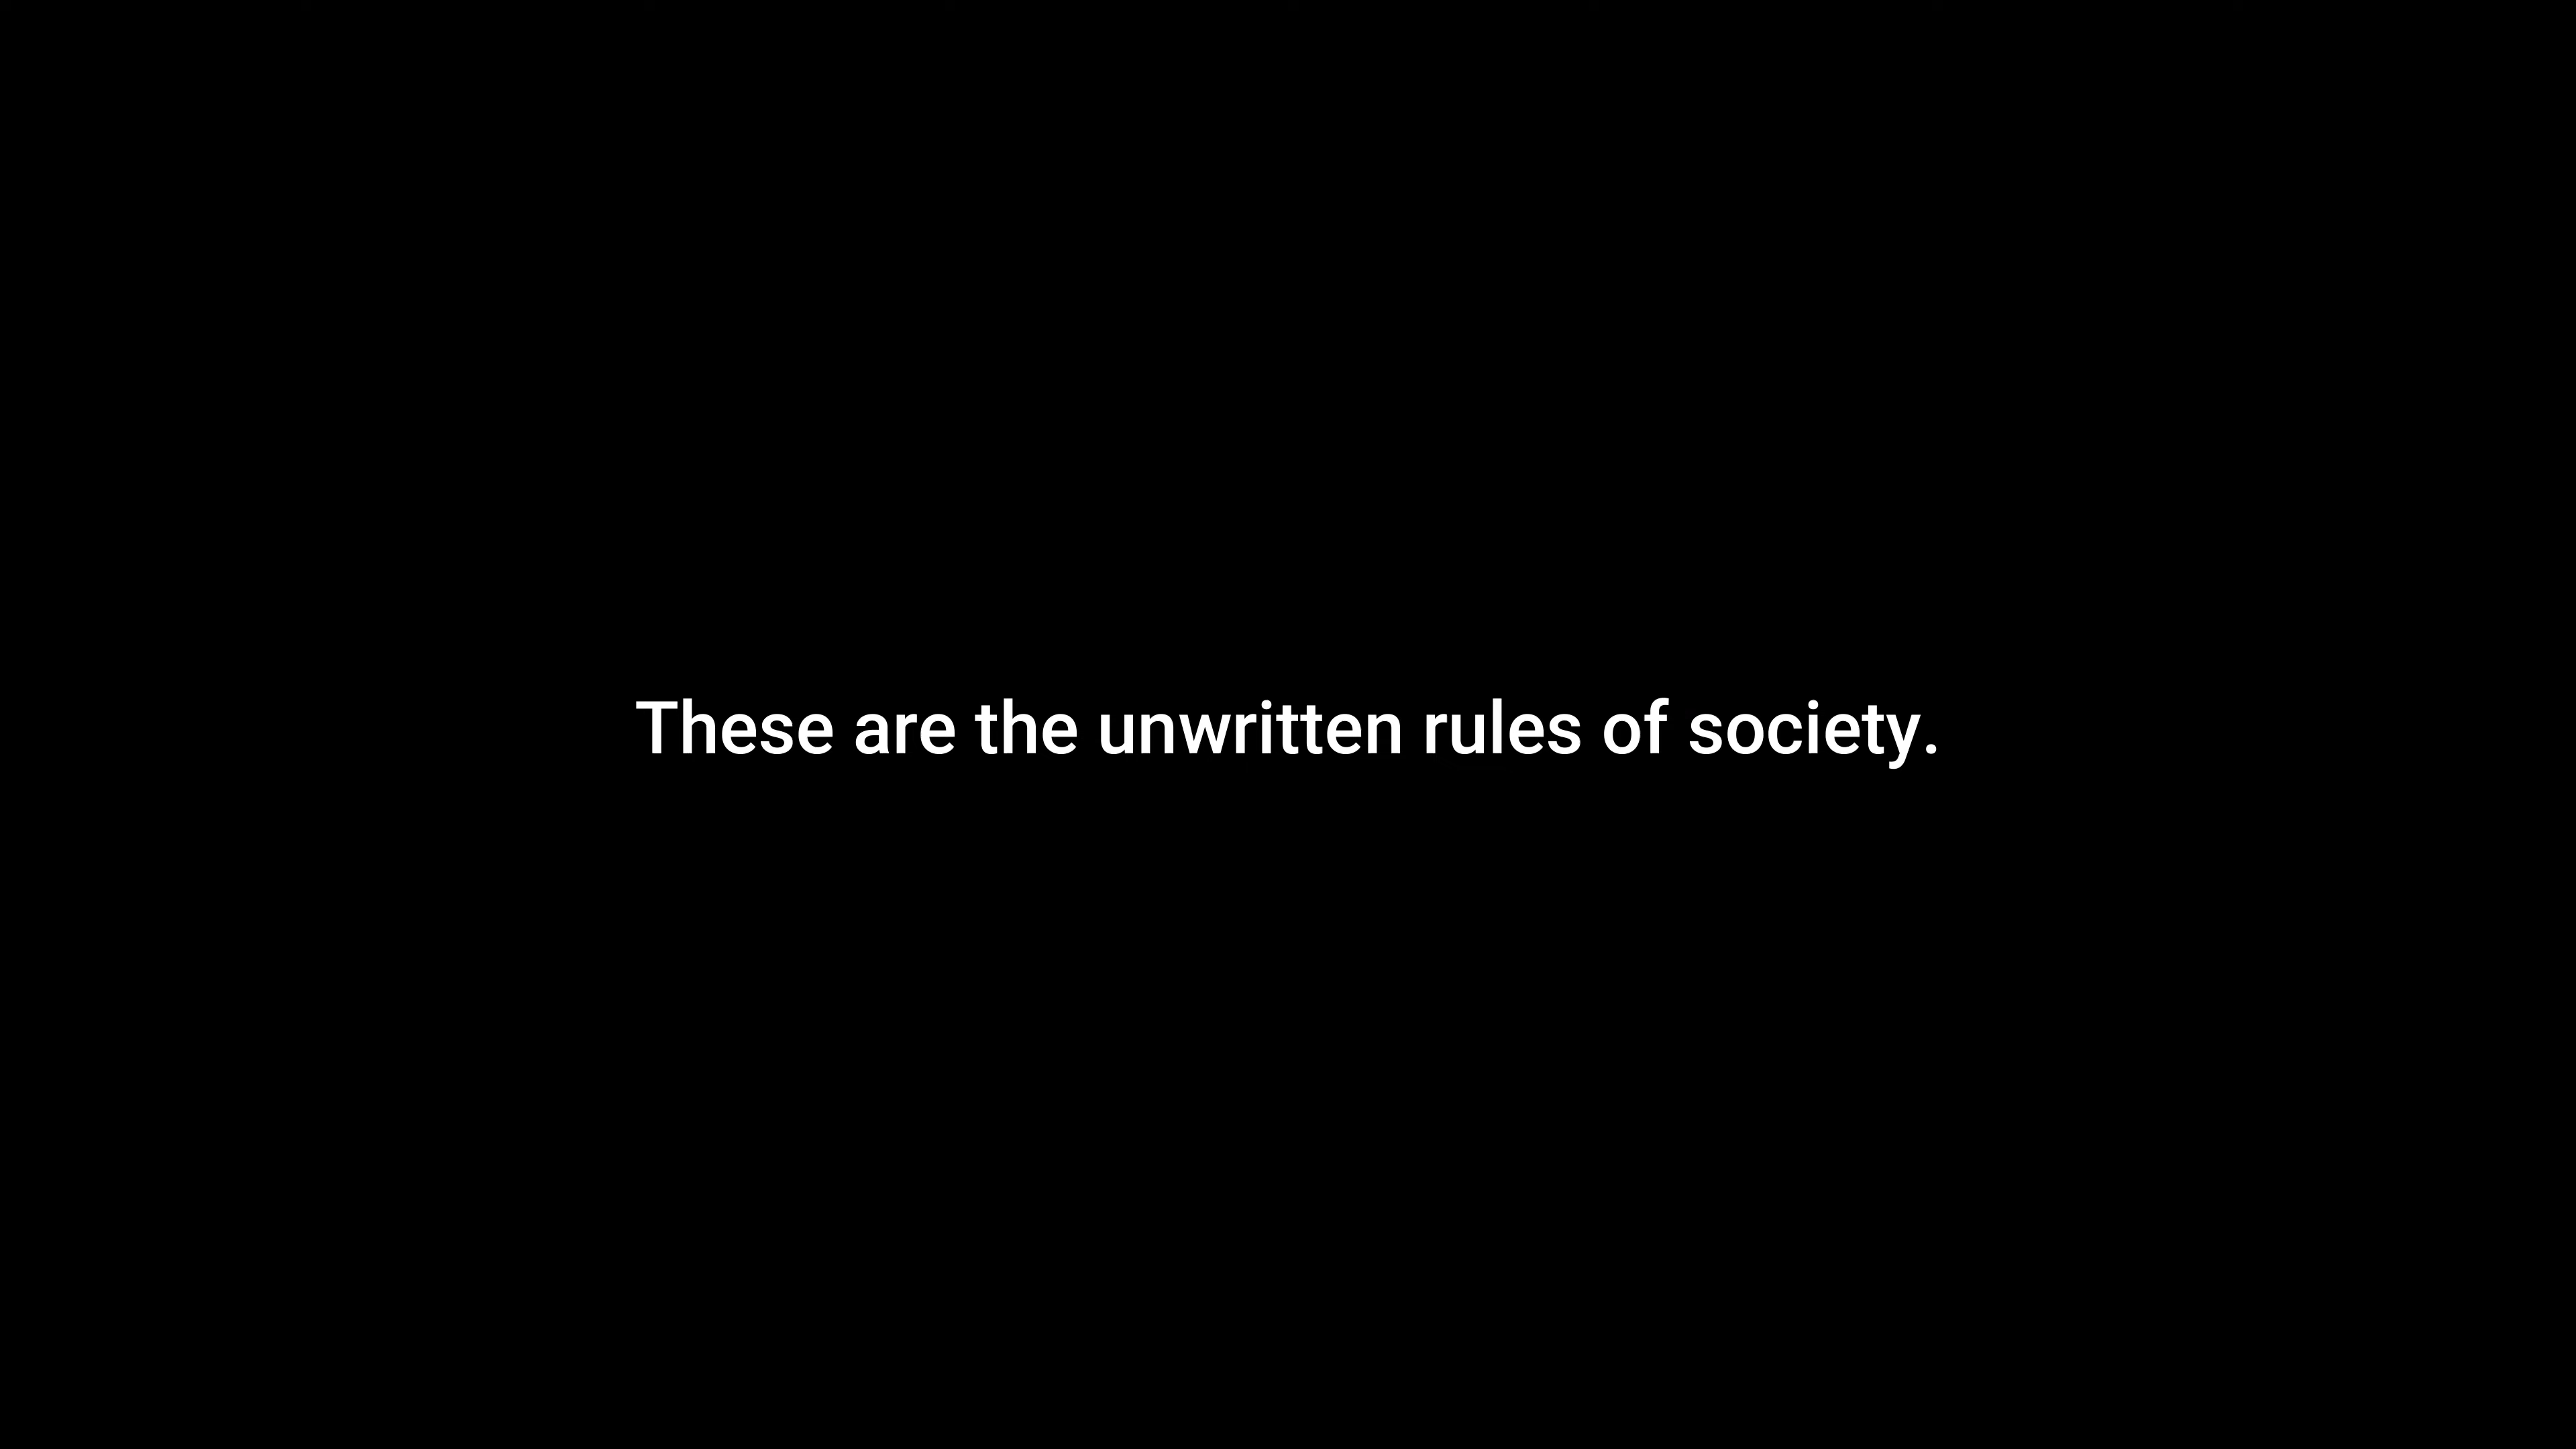 These are the unwritten rules of society.